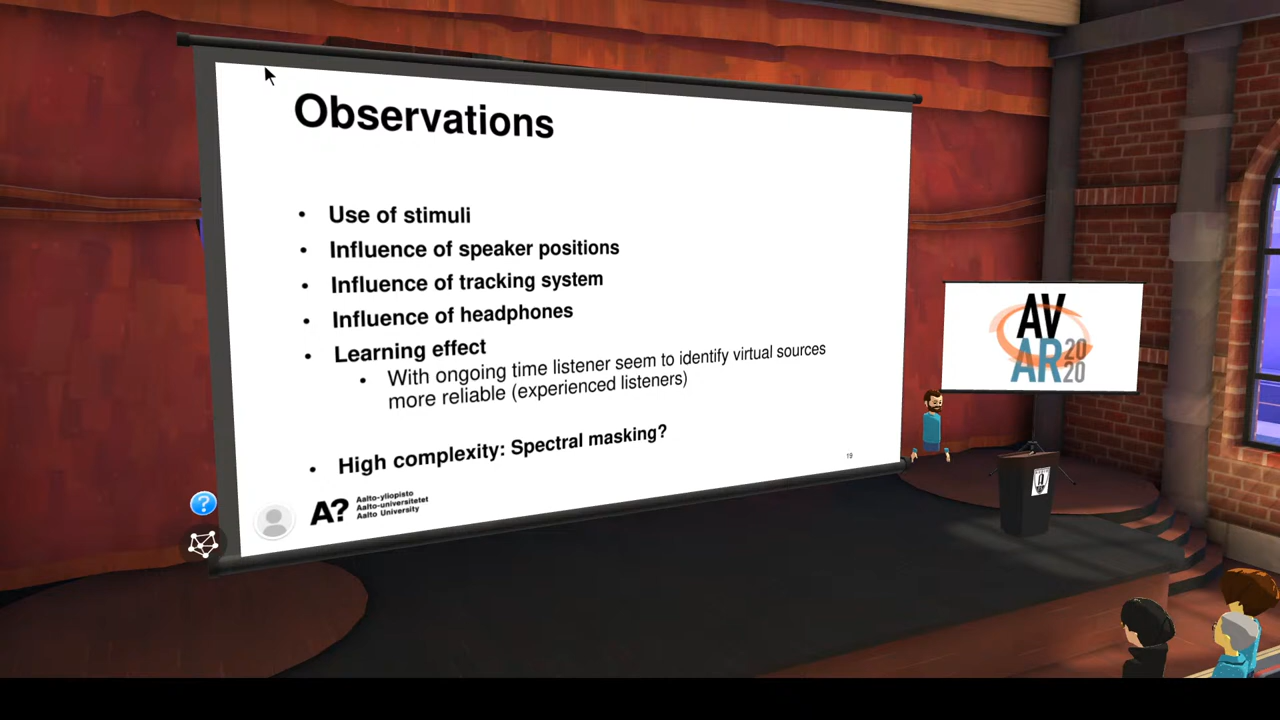 Observations
• Use of stimuli
• Influence of speaker positions
• Influence of tracking system
• Influence of headphones
• Learning effect
• With ongoing time listener seem to identify virtual sources
more reliable (experienced listeners)
• High complexity: Spectral masking?
19
A?
Aalto-yliopisto
Aalto-universitetet
Aalto University
AV
AR 20
20
?